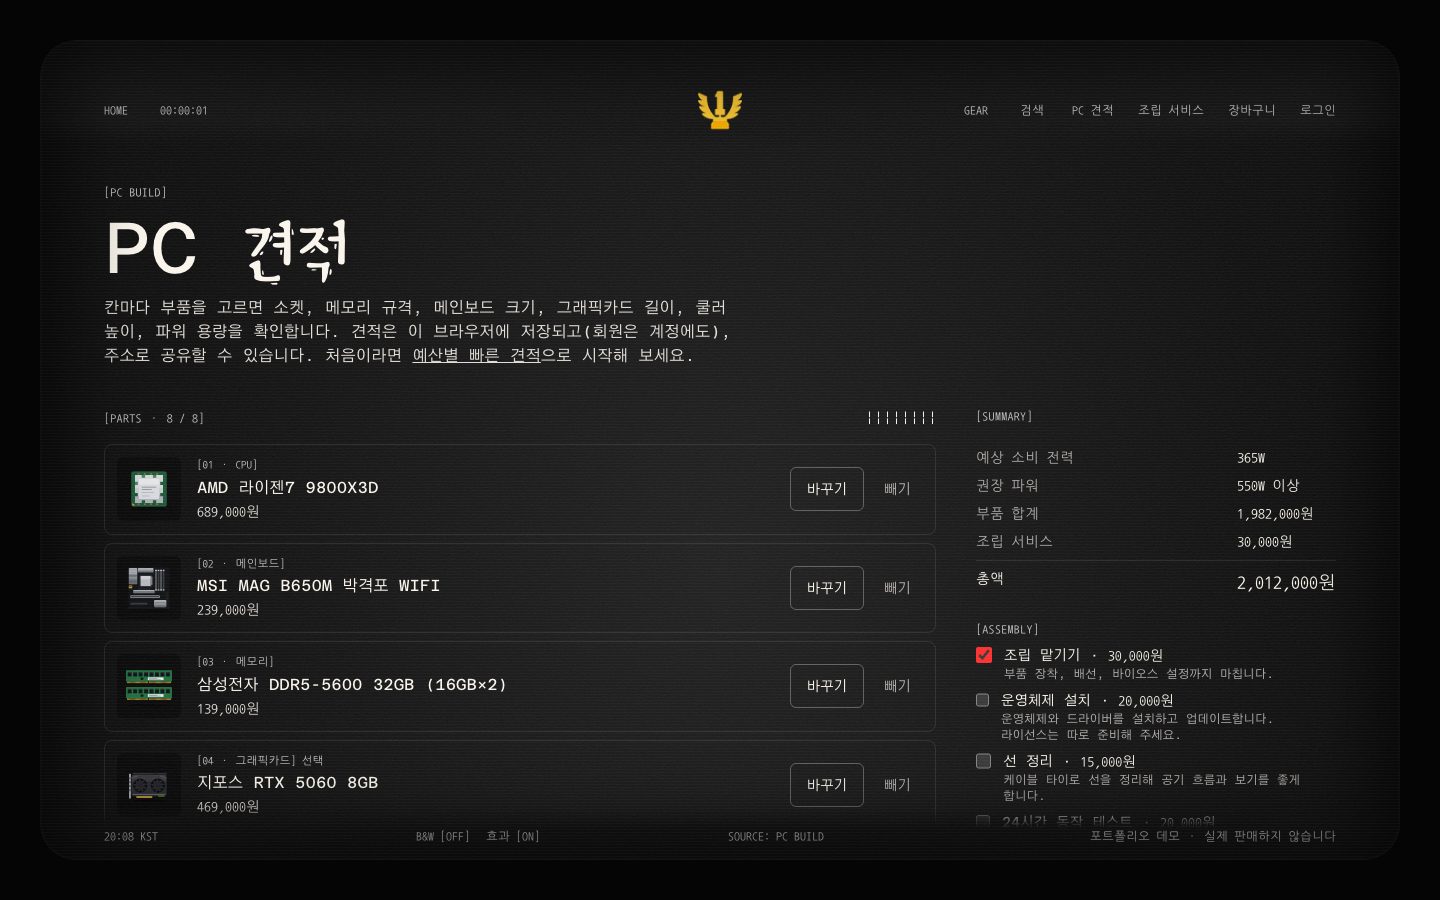 HOME 00:00:01 GEAR 검색 PC 견적 조립 서비스 장바구니 로그인
[PC BUILD]
PC 견적
칸마다 부품을 고르면 소켓, 메모리 규격, 메인보드 크기, 그래픽카드 길이, 쿨러
높이, 파워 용량을 확인합니다. 견적은 이 브라우저에 저장되고(회원은 계정에도),
주소로 공유할 수 있습니다. 처음이라면 예산별 빠른 견적으로 시작해 보세요.
[PARTS · 8 / 8]
[01 · CPU]
AMD 라이젠7 9800X3D
689,000원
바꾸기 빼기
[02 · 메인보드]
MSI MAG B650M 박격포 WIFI
239,000원
바꾸기 빼기
[03 · 메모리]
삼성전자 DDR5-5600 32GB (16GB×2)
139,000원
바꾸기 빼기
[04 · 그래픽카드] 선택
지포스 RTX 5060 8GB
469,000원
바꾸기 빼기
[SUMMARY]
예상 소비 전력 365W
권장 파워 550W 이상
부품 합계 1,982,000원
조립 서비스 30,000원
총액 2,012,000원
[ASSEMBLY]
조립 맡기기 · 30,000원
부품 장착, 배선, 바이오스 설정까지 마칩니다.
운영체제 설치 · 20,000원
운영체제와 드라이버를 설치하고 업데이트합니다.
라이선스는 따로 준비해 주세요.
선 정리 · 15,000원
케이블 타이로 선을 정리해 공기 흐름과 보기를 좋게
합니다.
24시간 동작 테스트 · 20,000원
20:08 KST B&W [OFF] 효과 [ON] SOURCE: PC BUILD 포트폴리오 데모 · 실제 판매하지 않습니다